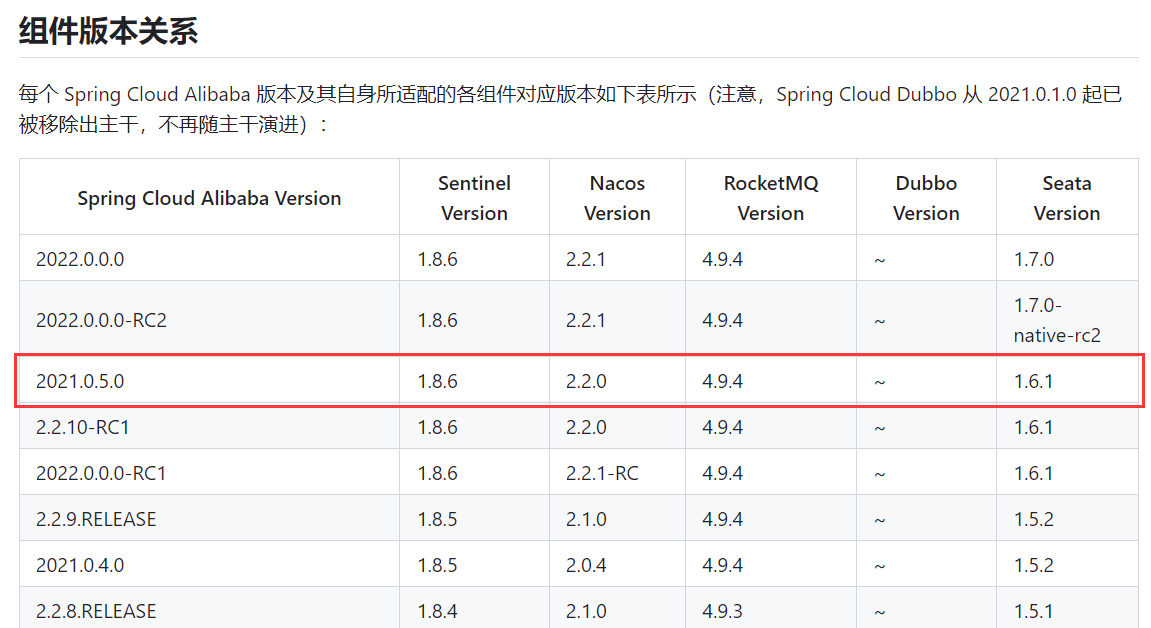 组件版本关系
每个 Spring Cloud Alibaba 版本及其自身所适配的各组件对应版本如下表所示（注意，Spring Cloud Dubbo 从 2021.0.1.0 起已
被移除出主干，不再随主干演进）：
Spring Cloud Alibaba Version Sentinel Version Nacos Version RocketMQ Version Dubbo Version Seata Version
2022.0.0.0 1.8.6 2.2.1 4.9.4 ~ 1.7.0
2022.0.0.0-RC2 1.8.6 2.2.1 4.9.4 ~ 1.7.0-native-rc2
2021.0.5.0 1.8.6 2.2.0 4.9.4 ~ 1.6.1
2.2.10-RC1 1.8.6 2.2.0 4.9.4 ~ 1.6.1
2022.0.0.0-RC1 1.8.6 2.2.1-RC 4.9.4 ~ 1.6.1
2.2.9.RELEASE 1.8.5 2.1.0 4.9.4 ~ 1.5.2
2021.0.4.0 1.8.5 2.0.4 4.9.4 ~ 1.5.2
2.2.8.RELEASE 1.8.4 2.1.0 4.9.3 ~ 1.5.1